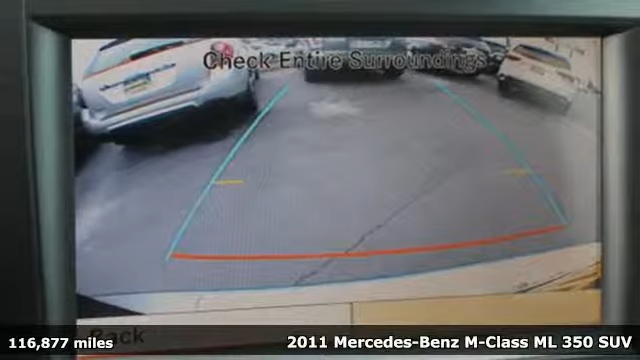 Check Entire Surroundings
Back
116,877 miles
2011 Mercedes-Benz M-Class ML 350 SUV